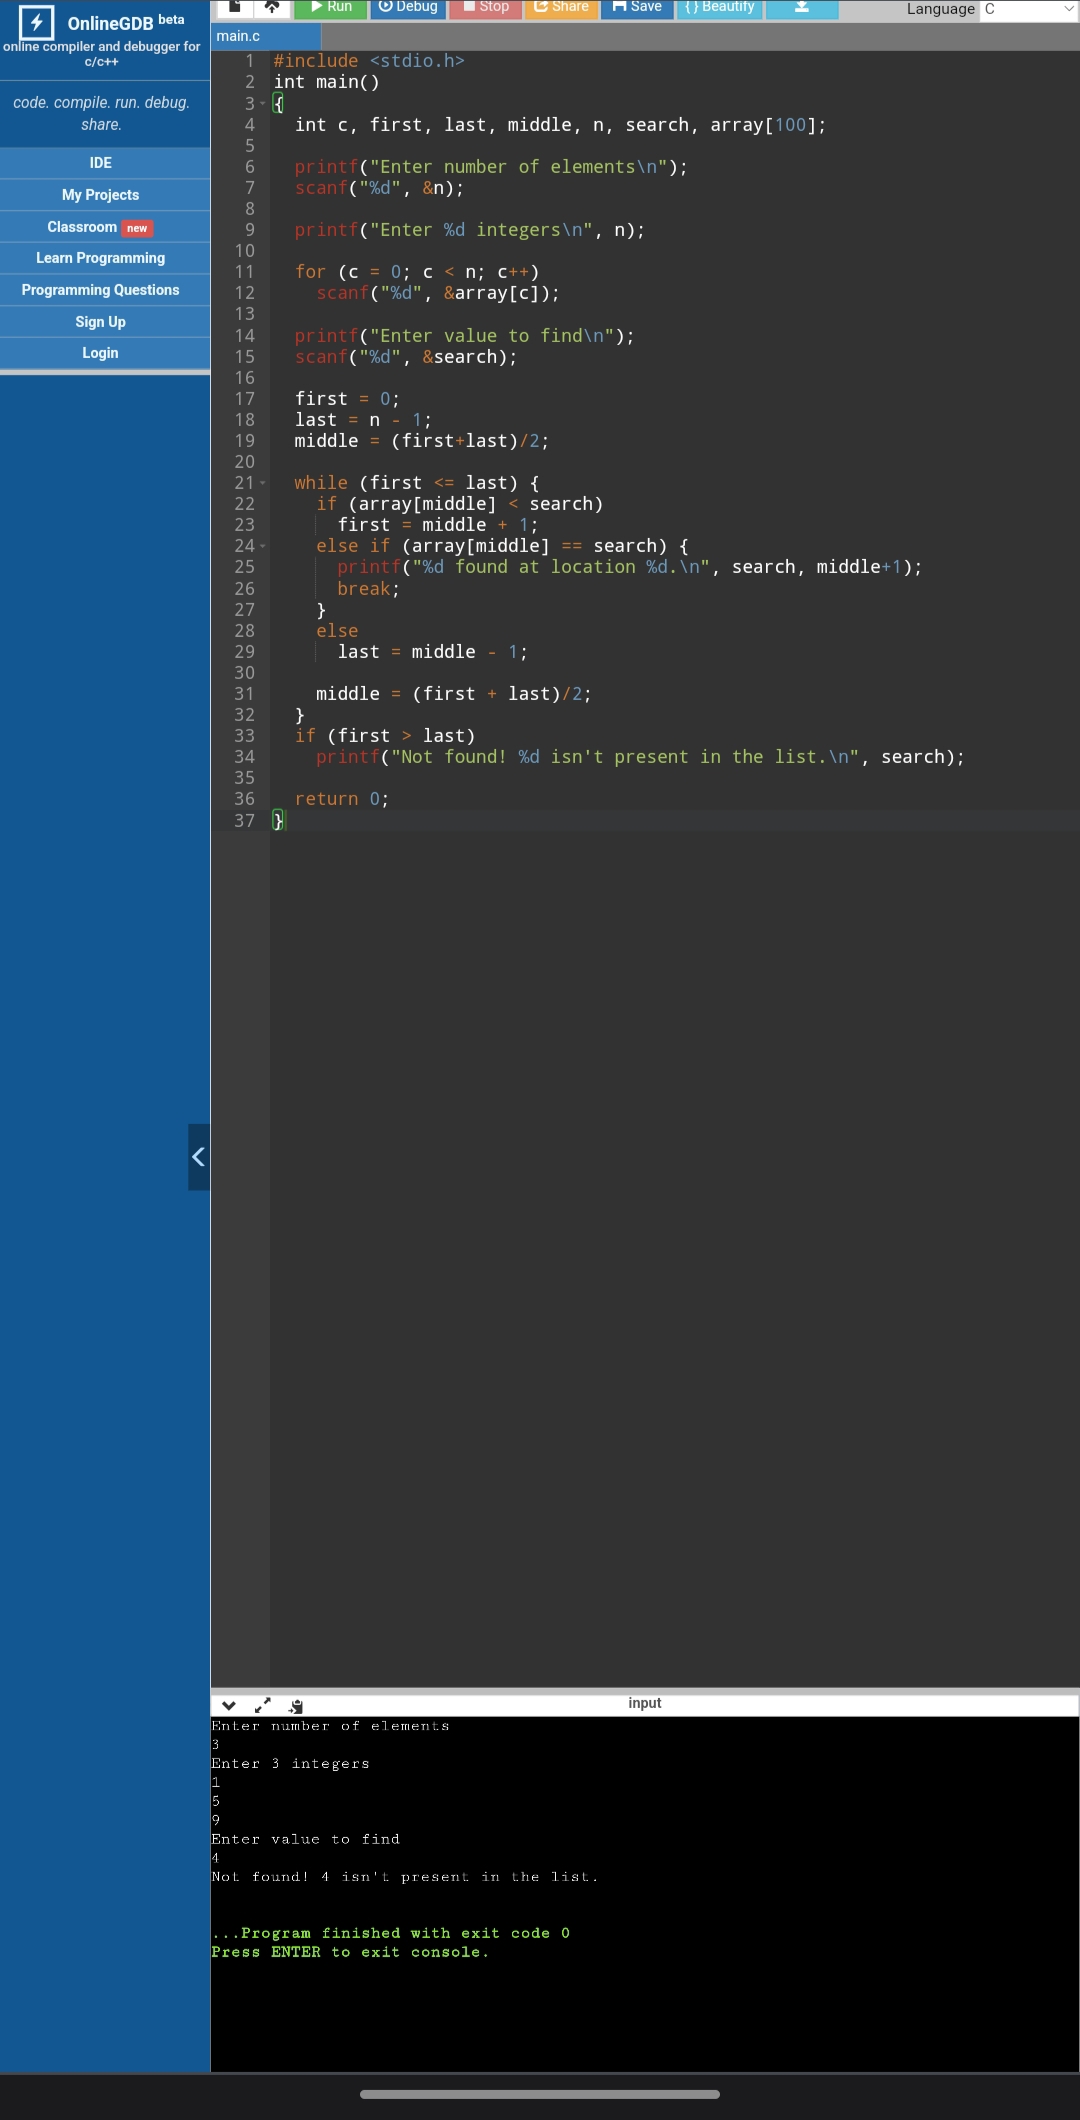 OnlineGDB beta
online compiler and debugger for
c/c++
code. compile. run. debug.
share.
IDE
My Projects
Classroom new
Learn Programming
Programming Questions
Sign Up
Login
Run Debug Stop Share Save {} Beautify Language C
main.c
1 #include <stdio.h>
2 int main()
3 {
4 int c, first, last, middle, n, search, array[100];
5
6 printf("Enter number of elements\n");
7 scanf("%d", &n);
8
9 printf("Enter %d integers\n", n);
10
11 for (c = 0; c < n; c++)
12 scanf("%d", &array[c]);
13
14 printf("Enter value to find\n");
15 scanf("%d", &search);
16
17 first = 0;
18 last = n - 1;
19 middle = (first+last)/2;
20
21 while (first <= last) {
22 if (array[middle] < search)
23 first = middle + 1;
24 else if (array[middle] == search) {
25 printf("%d found at location %d.\n", search, middle+1);
26 break;
27 }
28 else
29 last = middle - 1;
30
31 middle = (first + last)/2;
32 }
33 if (first > last)
34 printf("Not found! %d isn't present in the list.\n", search);
35
36 return 0;
37 }
input
Enter number of elements
3
Enter 3 integers
1
5
9
Enter value to find
4
Not found! 4 isn't present in the list.
...Program finished with exit code 0
Press ENTER to exit console.